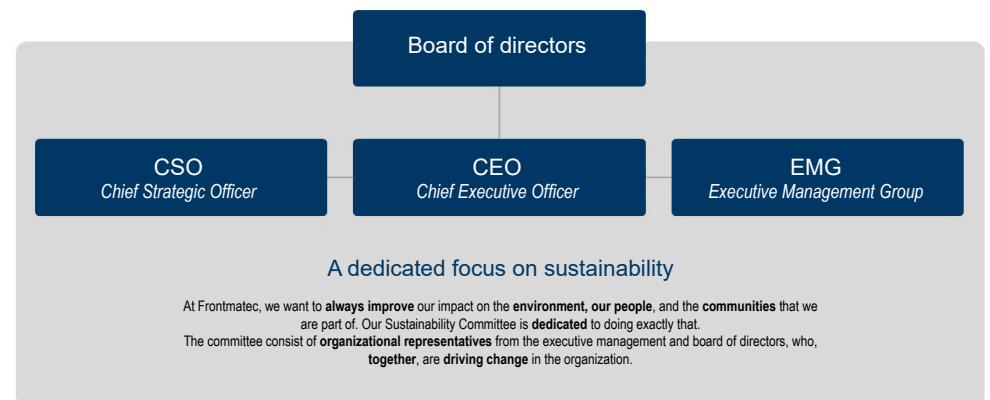 Board of directors
CSO
Chief Strategic Officer
CEO
Chief Executive Officer
EMG
Executive Management Group
A dedicated focus on sustainability
At Frontmatec, we want to always improve our impact on the environment, our people, and the communities that we
are part of. Our Sustainability Committee is dedicated to doing exactly that.
The committee consist of organizational representatives from the executive management and board of directors, who,
together, are driving change in the organization.